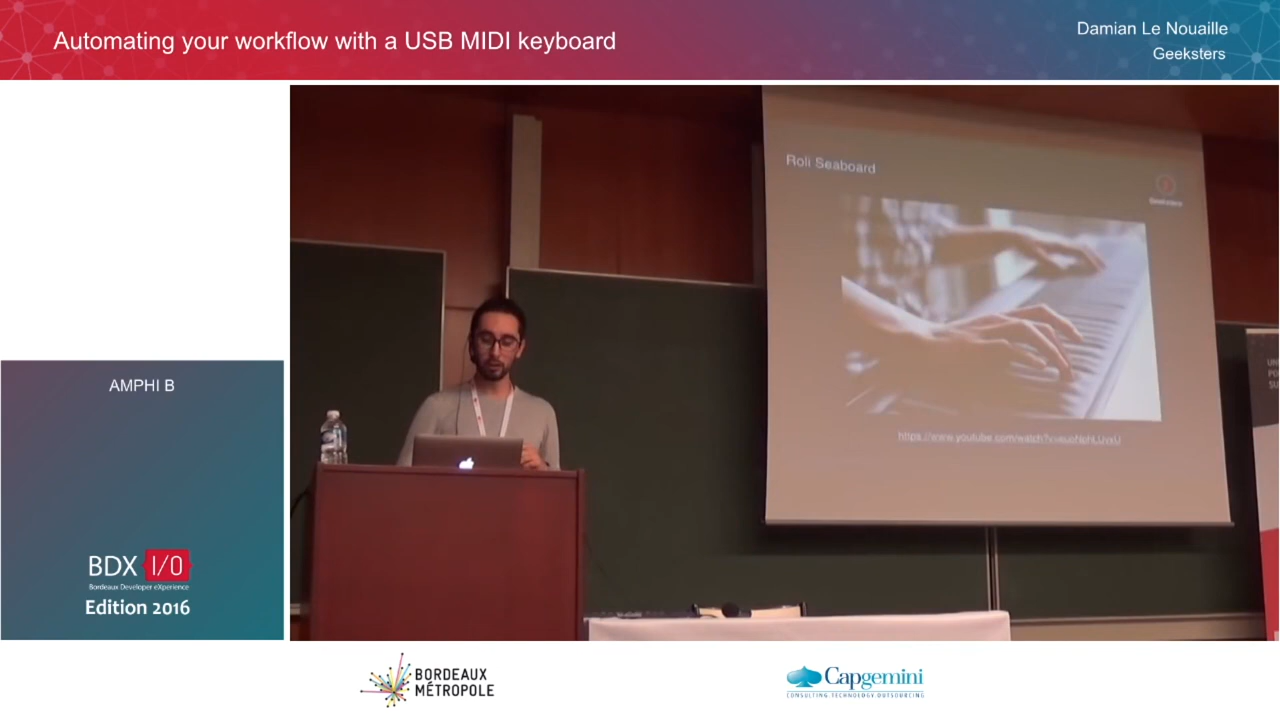 Automating your workflow with a USB MIDI keyboard
Damian Le Nouaille
Geeksters
Roli Seaboard
Geeksters
AMPHI B
BDX I/O
Bordeaux Developer eXperience
Edition 2016
BORDEAUX
MÉTROPOLE
Capgemini
CONSULTING.TECHNOLOGY.OUTSOURCING